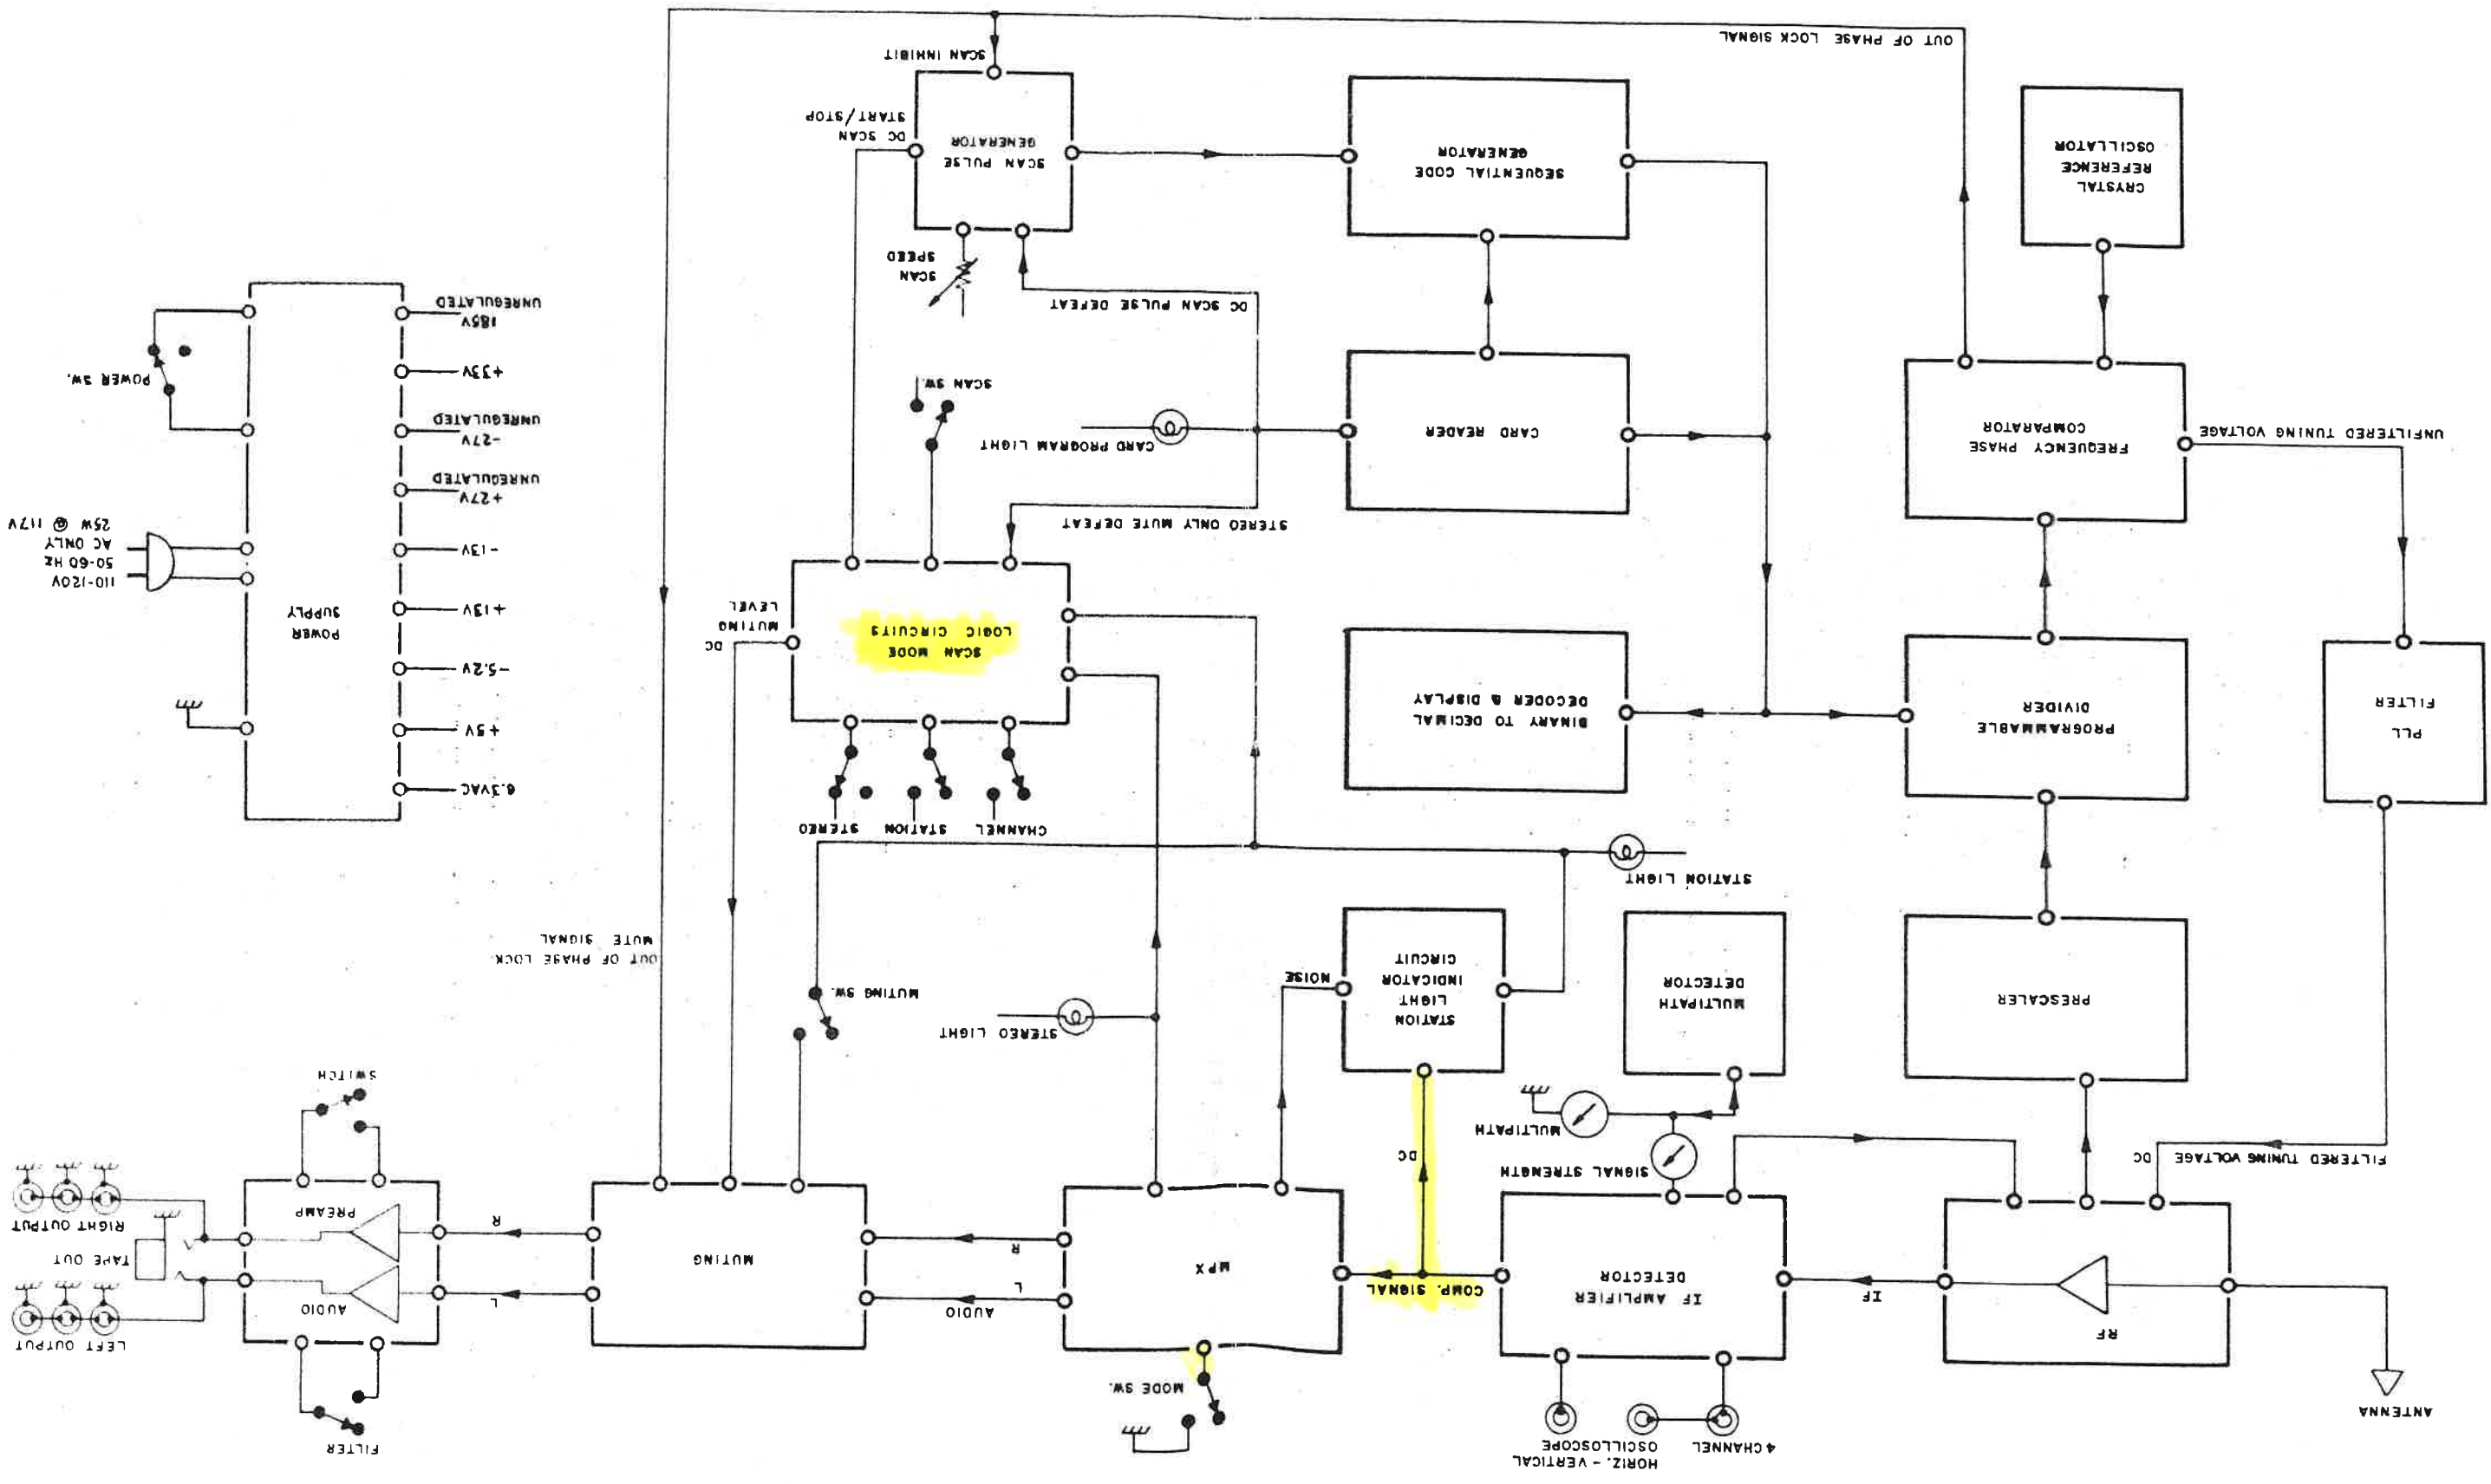 HORIZ. - VERTICAL
OSCILLOSCOPE
4 CHANNEL
FILTER
ANTENNA
MODE SW.
LEFT OUTPUT
RF
IF
IF AMPLIFIER
DETECTOR
COMP. SIGNAL
MPX
AUDIO
L
R
MUTING
L
R
AUDIO
PREAMP
TAPE OUT
RIGHT OUTPUT
FILTERED TUNING VOLTAGE
DC
SIGNAL STRENGTH
DC
MULTIPATH
SWITCH
PRESCALER
MULTIPATH
DETECTOR
STATION
LIGHT
INDICATOR
CIRCUIT
NOISE
STEREO LIGHT
MUTING SW.
OUT OF PHASE LOCK
MUTE SIGNAL
STATION LIGHT
CHANNEL
STATION
STEREO
PLL
FILTER
PROGRAMMABLE
DIVIDER
BINARY TO DECIMAL
DECODER & DISPLAY
SCAN MODE
LOGIC CIRCUITS
DC
MUTING
LEVEL
6.3VAC
+5V
-5.2V
+13V
-13V
+27V
UNREGULATED
-27V
UNREGULATED
+33V
185V
UNREGULATED
POWER
SUPPLY
110-120V
50-60 HZ
AC ONLY
25W @ 117V
POWER SW.
UNFILTERED TUNING VOLTAGE
FREQUENCY PHASE
COMPARATOR
CARD READER
STEREO ONLY MUTE DEFEAT
CARD PROGRAM LIGHT
SCAN SW.
DC SCAN PULSE DEFEAT
SCAN
SPEED
CRYSTAL
REFERENCE
OSCILLATOR
SEQUENTIAL CODE
GENERATOR
SCAN PULSE
GENERATOR
DC SCAN
START/STOP
SCAN INHIBIT
OUT OF PHASE LOCK SIGNAL